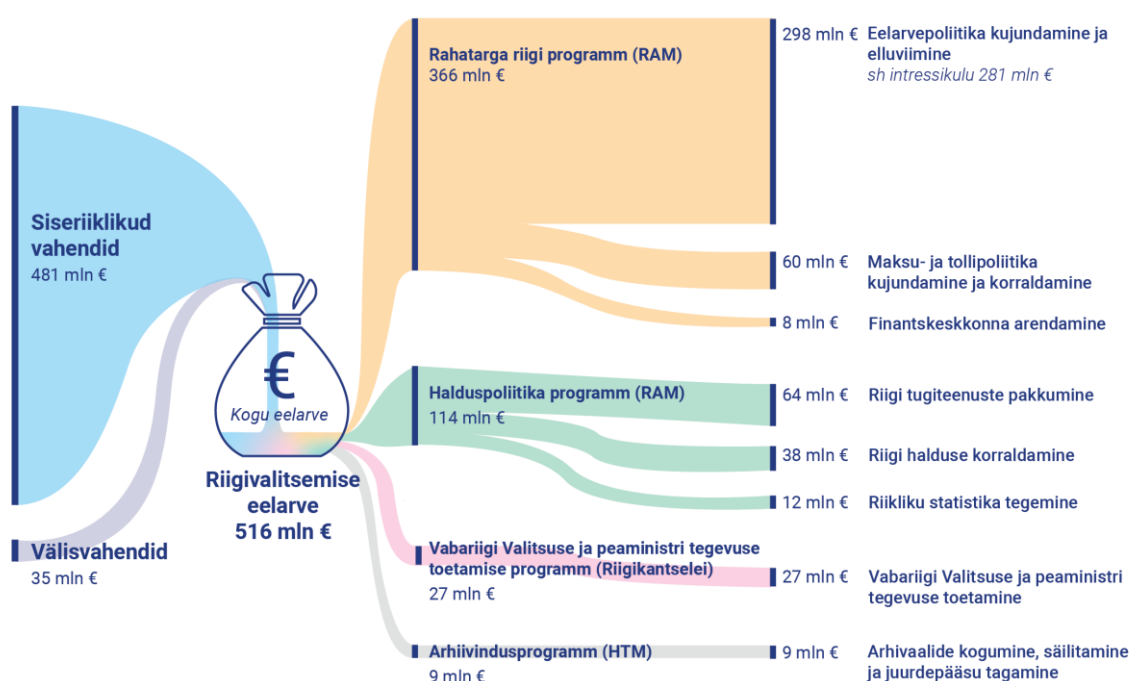 Siseriiklikud
vahendid
481 mln €
Välisvahendid
35 mln €
€
Kogu eelarve
Riigivalitsemise
eelarve
516 mln €
Rahatarga riigi programm (RAM)
366 mln €
298 mln € Eelarvepoliitika kujundamine ja
elluviimine
sh intressikulu 281 mln €
60 mln € Maksu- ja tollipoliitika
kujundamine ja korraldamine
8 mln € Finantskeskkonna arendamine
Halduspoliitika programm (RAM)
114 mln €
64 mln € Riigi tugiteenuste pakkumine
38 mln € Riigi halduse korraldamine
12 mln € Riikliku statistika tegemine
Vabariigi Valitsuse ja peaministri tegevuse
toetamise programm (Riigikantselei)
27 mln €
27 mln € Vabariigi Valitsuse ja peaministri
tegevuse toetamine
Arhiivindusprogramm (HTM)
9 mln €
9 mln € Arhivaalide kogumine, säilitamine
ja juurdepääsu tagamine